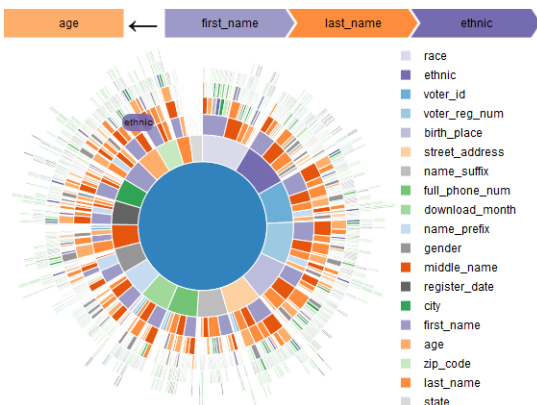 age first_name last_name ethnic
ethnic
race
ethnic
voter_id
voter_reg_num
birth_place
street_address
name_suffix
full_phone_num
download_month
name_prefix
gender
middle_name
register_date
city
first_name
age
zip_code
last_name
state